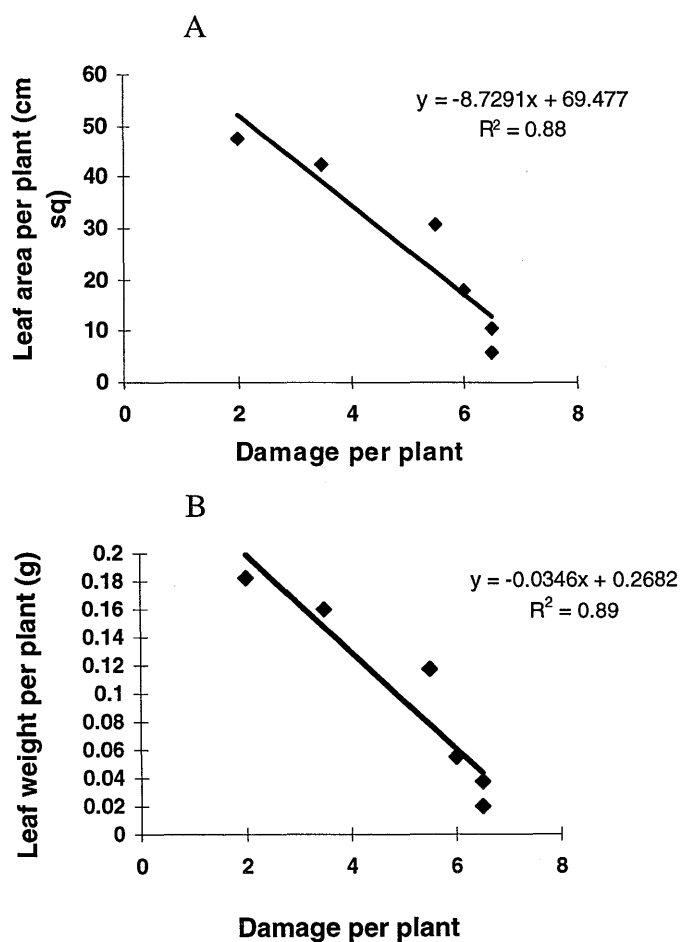 A
Leaf area per plant (cm
sq)
60
50
40
30
20
10
0
y = -8.7291x + 69.477
R² = 0.88
0 2 4 6 8
Damage per plant
B
Leaf weight per plant (g)
0.2
0.18
0.16
0.14
0.12
0.1
0.08
0.06
0.04
0.02
0
y = -0.0346x + 0.2682
R² = 0.89
0 2 4 6 8
Damage per plant